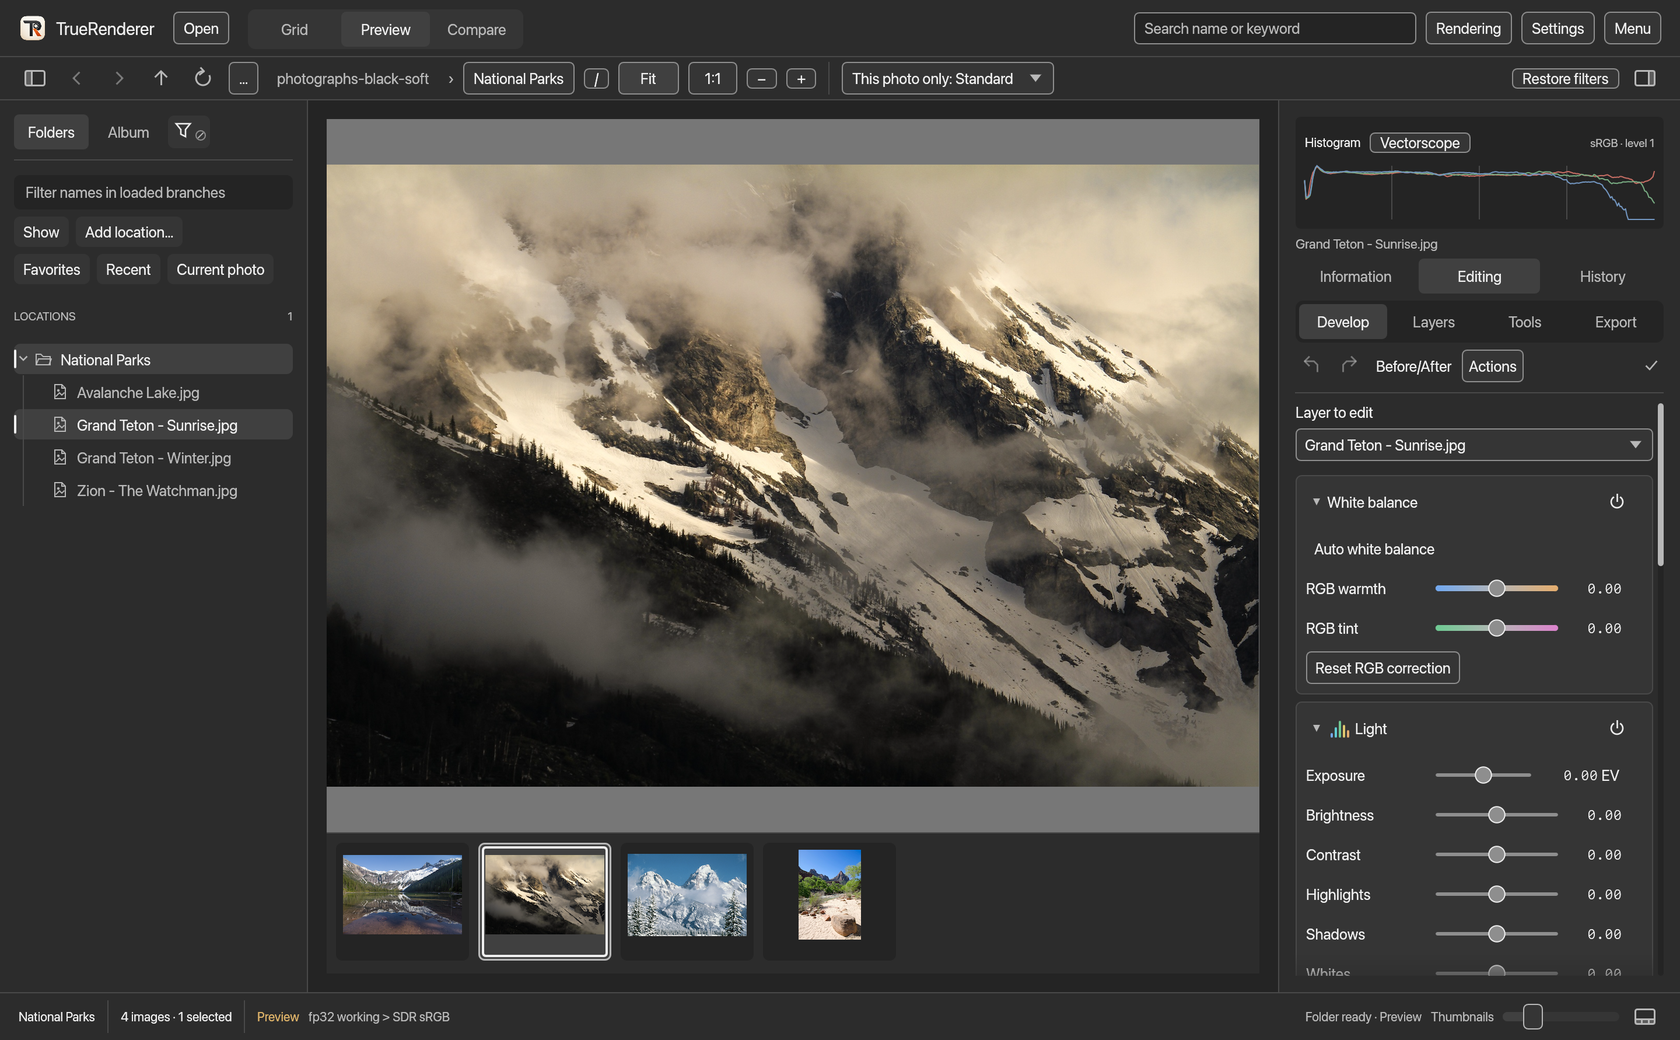 TrueRenderer Open Grid Preview Compare Search name or keyword Rendering Settings Menu
... photographs-black-soft › National Parks / Fit 1:1 − + This photo only: Standard Restore filters
Folders Album
Filter names in loaded branches
Show Add location...
Favorites Recent Current photo
LOCATIONS 1
National Parks
Avalanche Lake.jpg
Grand Teton - Sunrise.jpg
Grand Teton - Winter.jpg
Zion - The Watchman.jpg
Histogram Vectorscope sRGB · level 1
Grand Teton - Sunrise.jpg
Information Editing History
Develop Layers Tools Export
Before/After Actions
Layer to edit
Grand Teton - Sunrise.jpg
White balance
Auto white balance
RGB warmth 0.00
RGB tint 0.00
Reset RGB correction
Light
Exposure 0.00 EV
Brightness 0.00
Contrast 0.00
Highlights 0.00
Shadows 0.00
Whites 0.00
National Parks 4 images · 1 selected Preview fp32 working > SDR sRGB Folder ready · Preview Thumbnails